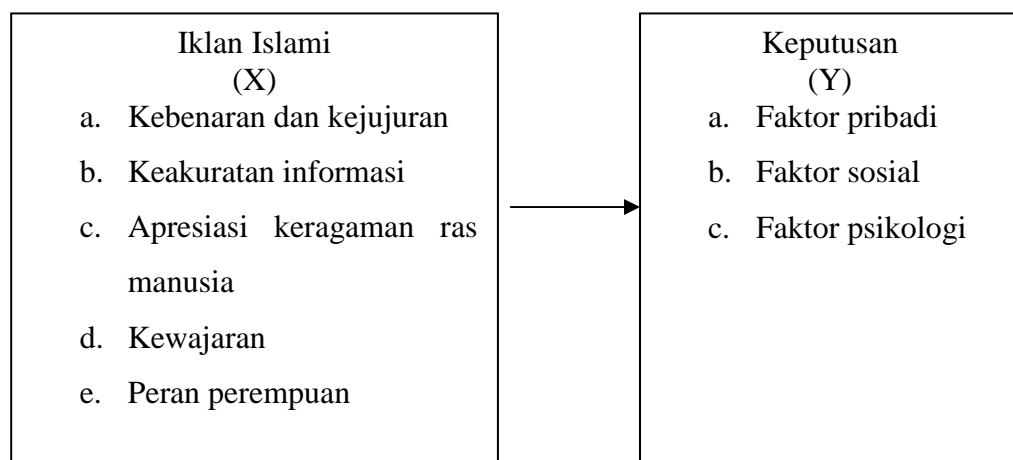 Iklan Islami
(X)
a. Kebenaran dan kejujuran
b. Keakuratan informasi
c. Apresiasi keragaman ras
manusia
d. Kewajaran
e. Peran perempuan
Keputusan
(Y)
a. Faktor pribadi
b. Faktor sosial
c. Faktor psikologi